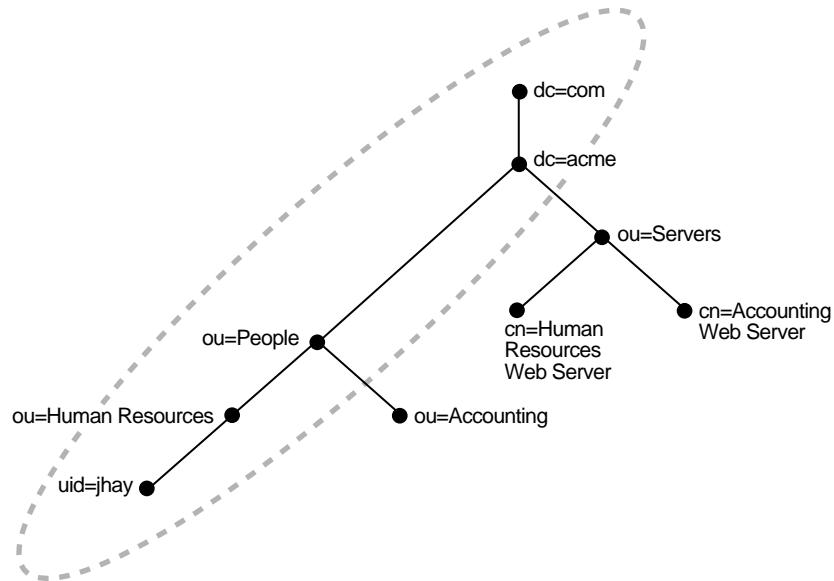 dc=com
dc=acme
ou=Servers
cn=Human
Resources
Web Server
cn=Accounting
Web Server
ou=People
ou=Human Resources
ou=Accounting
uid=jhay